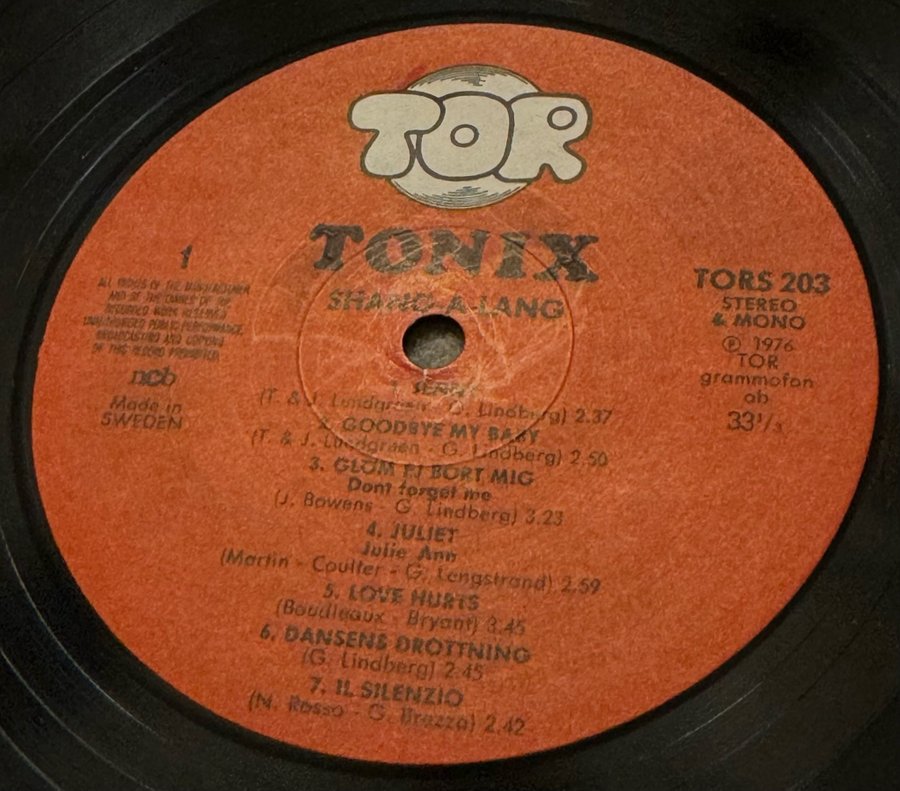 TOR
TONIX
SHANG-A-LANG
1
ALL RIGHTS OF THE MANUFACTURER
AND OF THE OWNER OF THE
RECORDED WORK RESERVED
UNAUTHORIZED PUBLIC PERFORMANCE,
BROADCASTING AND COPYING
OF THIS RECORD PROHIBITED
ncb
Made in
SWEDEN
TORS 203
STEREO
& MONO
Ⓟ 1976
TOR
grammofon
ab
33 1/3
1. JENNY
(T. & J. Lundgreen - G. Lindberg) 2.37
2. GOODBYE MY BABY
(T. & J. Lundgreen - G. Lindberg) 2.50
3. GLÖM EJ BORT MIG
Dont forget me
(J. Bowens - G. Lindberg) 3.23
4. JULIET
Julie Ann
(Martin - Coulter - G. Lengstrand) 2.59
5. LOVE HURTS
(Boudleaux - Bryant) 3.45
6. DANSENS DROTTNING
(G. Lindberg) 2.45
7. IL SILENZIO
(N. Rosso - G. Brezza) 2.42